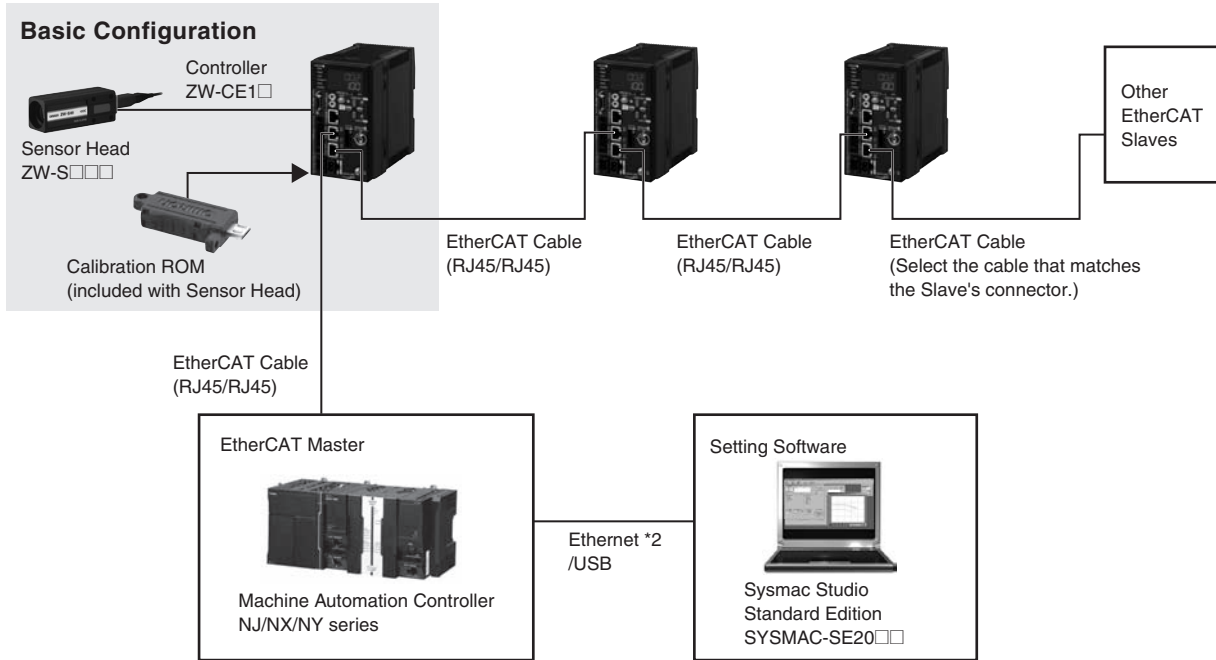 Basic Configuration
Controller
ZW-CE1□
Sensor Head
ZW-S□□□
Calibration ROM
(included with Sensor Head)
EtherCAT Cable
(RJ45/RJ45)
EtherCAT Cable
(RJ45/RJ45)
EtherCAT Cable
(Select the cable that matches
the Slave's connector.)
Other
EtherCAT
Slaves
EtherCAT Cable
(RJ45/RJ45)
EtherCAT Master
Machine Automation Controller
NJ/NX/NY series
Ethernet *2
/USB
Setting Software
Sysmac Studio
Standard Edition
SYSMAC-SE20□□